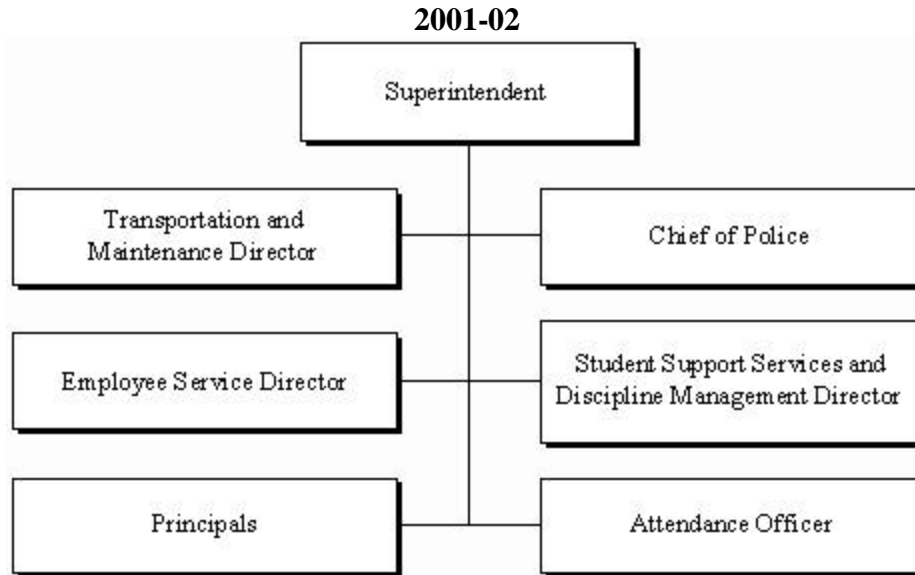 2001-02
Superintendent
Transportation and
Maintenance Director
Chief of Police
Employee Service Director
Student Support Services and
Discipline Management Director
Principals
Attendance Officer